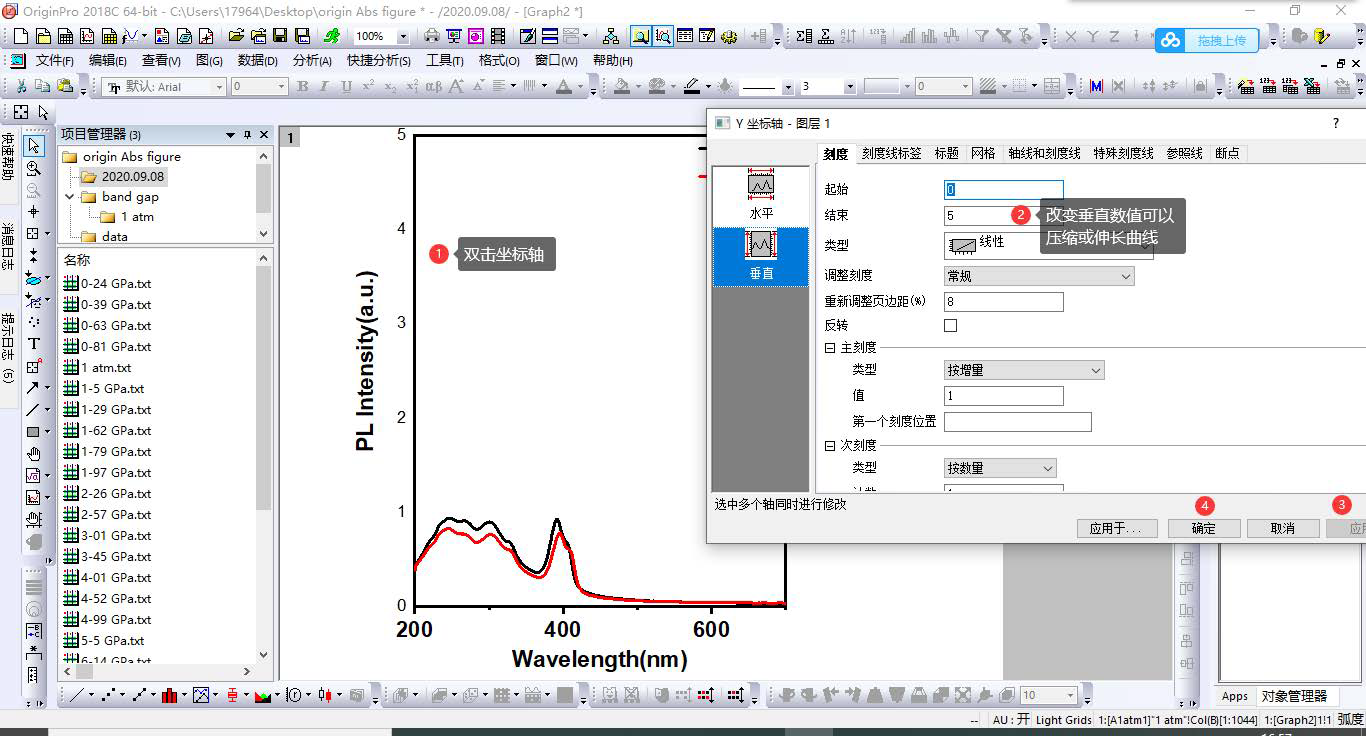 OriginPro 2018C 64-bit - C:\Users\17964\Desktop\origin Abs figure * - /2020.09.08/ - [Graph2 *]
100%
拖拽上传
文件(F) 编辑(E) 查看(V) 图(G) 数据(D) 分析(A) 快捷分析(S) 工具(T) 格式(O) 窗口(W) 帮助(H)
默认: Arial 0 B I U αβ A A A 3 0
快速帮助
消息日志
提示日志 (5)
项目管理器 (3)
origin Abs figure
2020.09.08
band gap
1 atm
data
名称
0-24 GPa.txt
0-39 GPa.txt
0-63 GPa.txt
0-81 GPa.txt
1 atm.txt
1-5 GPa.txt
1-29 GPa.txt
1-62 GPa.txt
1-79 GPa.txt
1-97 GPa.txt
2-26 GPa.txt
2-57 GPa.txt
3-01 GPa.txt
3-45 GPa.txt
4-01 GPa.txt
4-52 GPa.txt
4-99 GPa.txt
5-5 GPa.txt
6-14 GPa.txt
1
5
4
3
2
1
0
PL Intensity(a.u.)
200 400 600
Wavelength(nm)
1 双击坐标轴
Y 坐标轴 - 图层 1 ?
水平
垂直
刻度 刻度线标签 标题 网格 轴线和刻度线 特殊刻度线 参照线 断点
起始 0
结束 5
2 改变垂直数值可以
压缩或伸长曲线
类型 线性
调整刻度 常规
重新调整页边距(%) 8
反转
主刻度
类型 按增量
值 1
第一个刻度位置
次刻度
类型 按数量
选中多个轴同时进行修改
4 3
应用于... 确定 取消 应
10
Apps 对象管理器
-- AU : 开 Light Grids 1:[A1atm1]"1 atm"!Col(B)[1:1044] 1:[Graph2]1!1 弧度